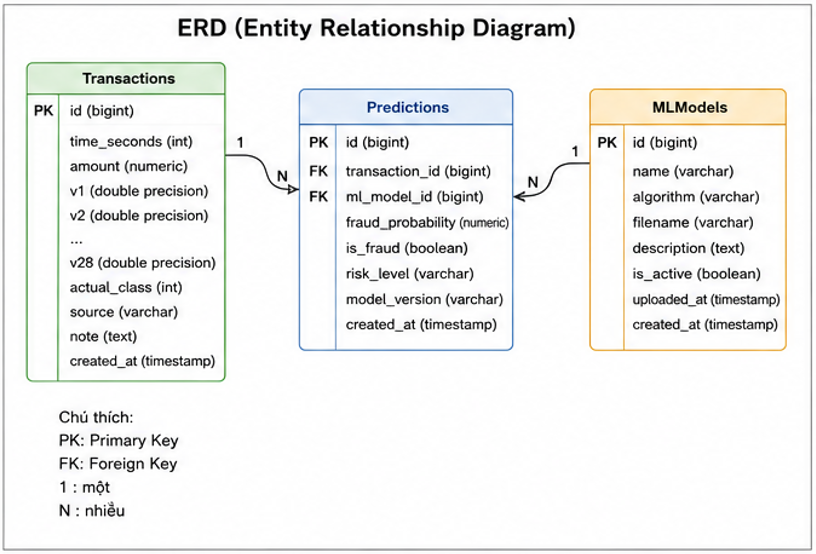 ERD (Entity Relationship Diagram)
Transactions
PK id (bigint)
time_seconds (int)
amount (numeric)
v1 (double precision)
v2 (double precision)
...
v28 (double precision)
actual_class (int)
source (varchar)
note (text)
created_at (timestamp)
1
N
Predictions
PK id (bigint)
FK transaction_id (bigint)
FK ml_model_id (bigint)
fraud_probability (numeric)
is_fraud (boolean)
risk_level (varchar)
model_version (varchar)
created_at (timestamp)
1
N
MLModels
PK id (bigint)
name (varchar)
algorithm (varchar)
filename (varchar)
description (text)
is_active (boolean)
uploaded_at (timestamp)
created_at (timestamp)
Chú thích:
PK: Primary Key
FK: Foreign Key
1 : một
N : nhiều